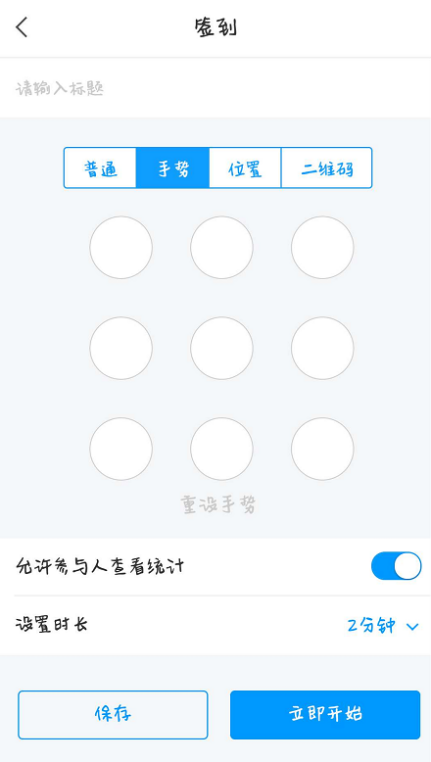 签到
请输入标题
普通 手势 位置 二维码
重设手势
允许参与人查看统计
设置时长 2分钟
保存 立即开始